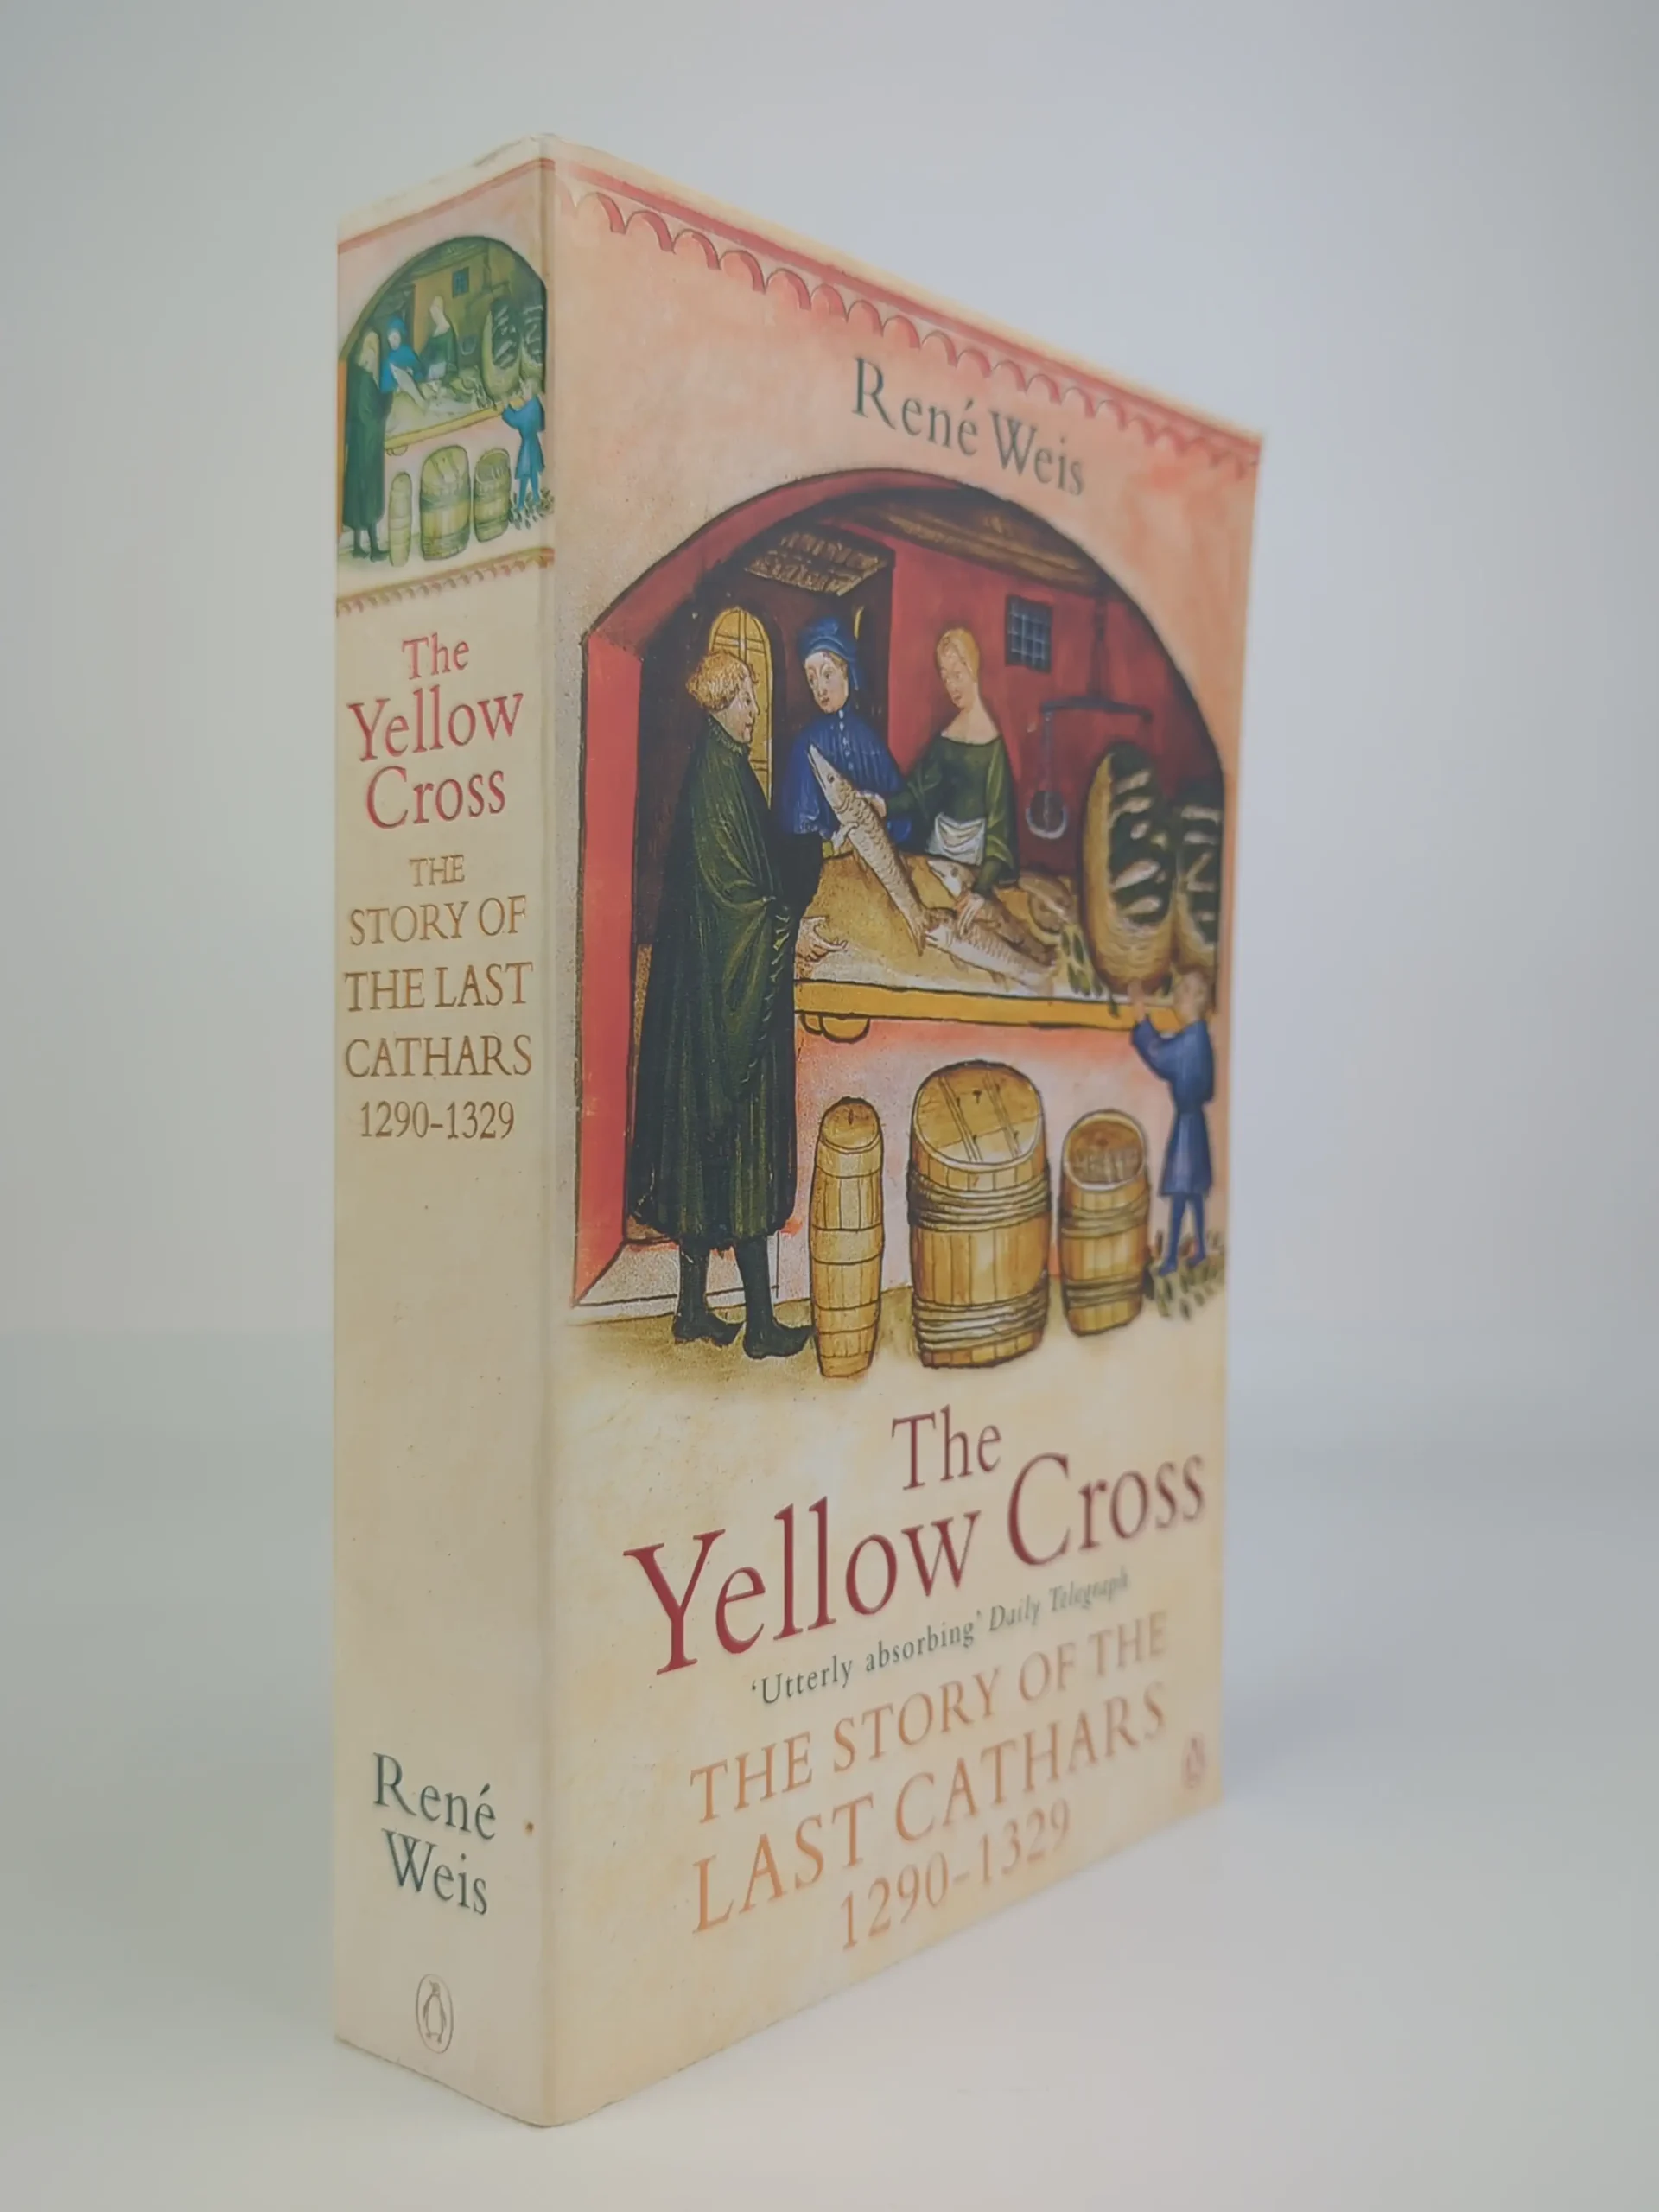 The
Yellow
Cross
THE
STORY OF
THE LAST
CATHARS
1290-1329
René
Weis
René Weis
The
Yellow Cross
'Utterly absorbing' Daily Telegraph
THE STORY OF THE
LAST CATHARS
1290-1329